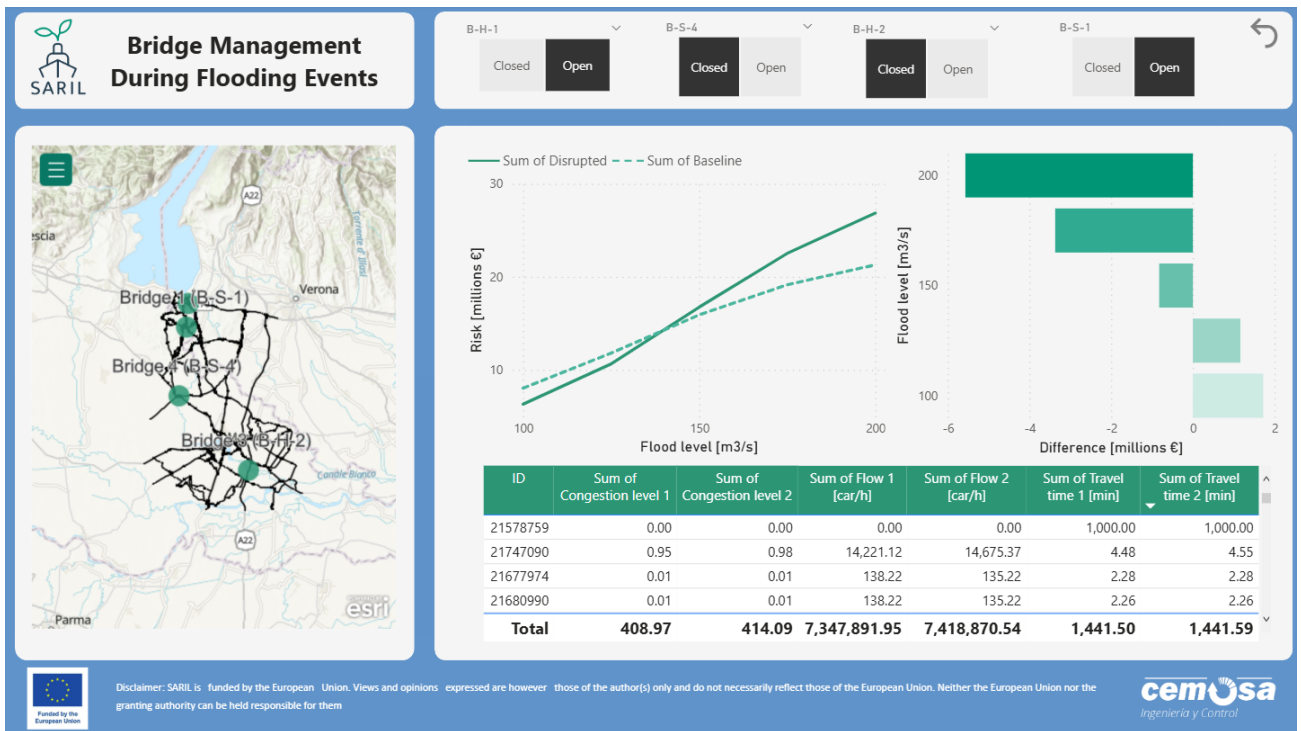 SARIL
Bridge Management
During Flooding Events
B-H-1
Closed
Open
B-S-4
Closed
Open
B-H-2
Closed
Open
B-S-1
Closed
Open
A22
Torrente d' Illasi
escia
Verona
Bridge 1 (B-S-1)
Bridge 4 (B-S-4)
Bridge 3 (B-H-2)
Canale Bianco
A22
Parma
POWERED BY
esri
Sum of Disrupted
Sum of Baseline
30
20
10
Risk [millions €]
100
150
200
Flood level [m3/s]
200
150
100
Flood level [m3/s]
-6
-4
-2
0
2
Difference [millions €]
ID Sum of Congestion level 1 Sum of Congestion level 2 Sum of Flow 1 [car/h] Sum of Flow 2 [car/h] Sum of Travel time 1 [min] Sum of Travel time 2 [min]
21578759 0.00 0.00 0.00 0.00 1,000.00 1,000.00
21747090 0.95 0.98 14,221.12 14,675.37 4.48 4.55
21677974 0.01 0.01 138.22 135.22 2.28 2.28
21680990 0.01 0.01 138.22 135.22 2.26 2.26
Total 408.97 414.09 7,347,891.95 7,418,870.54 1,441.50 1,441.59
Funded by the
European Union
Disclaimer: SARIL is funded by the European Union. Views and opinions expressed are however those of the author(s) only and do not necessarily reflect those of the European Union. Neither the European Union nor the
granting authority can be held responsible for them
cemosa
Ingeniería y Control